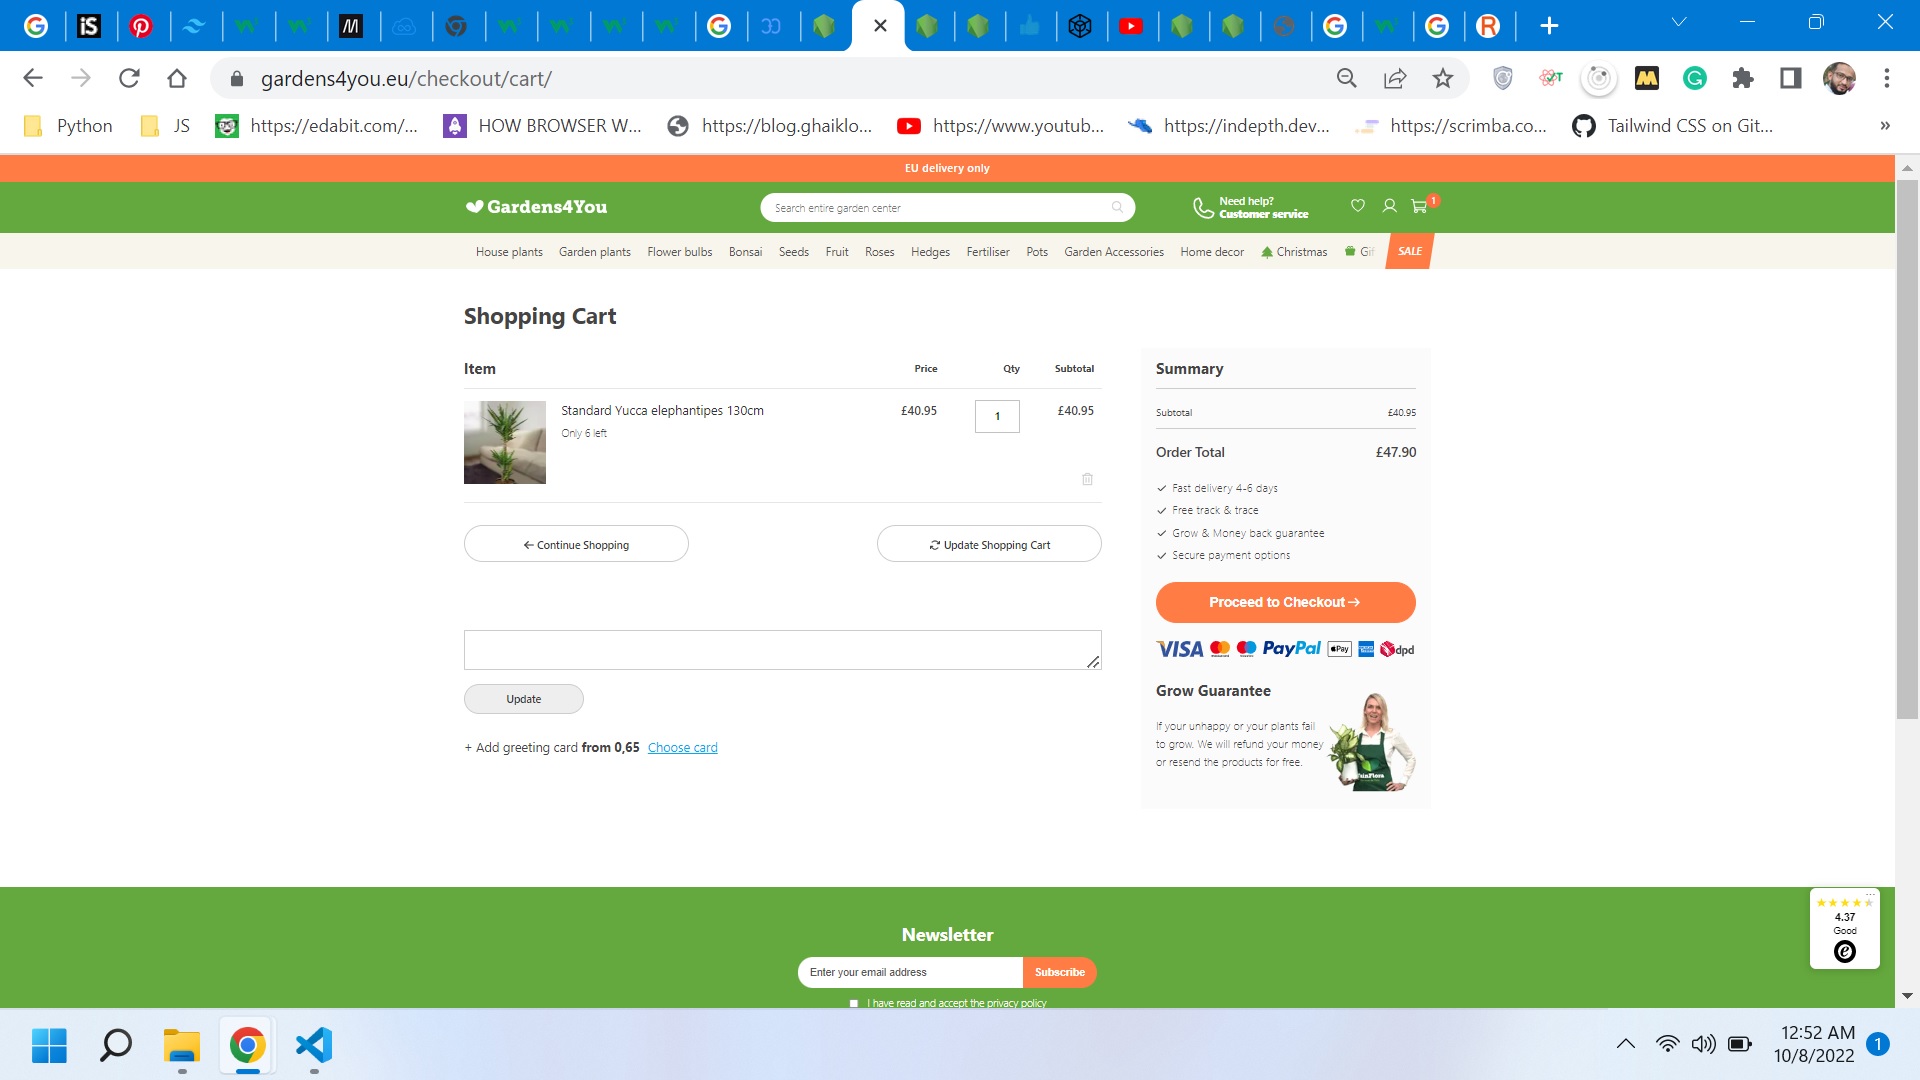 gardens4you.eu/checkout/cart/
Python
JS
https://edabit.com/...
HOW BROWSER W...
https://blog.ghaiklo...
https://www.youtub...
https://indepth.dev...
https://scrimba.co...
Tailwind CSS on Git...
»
EU delivery only
Gardens4You
Search entire garden center
Need help?
Customer service
1
House plants
Garden plants
Flower bulbs
Bonsai
Seeds
Fruit
Roses
Hedges
Fertiliser
Pots
Garden Accessories
Home decor
Christmas
Gif
SALE
Shopping Cart
Item Price Qty Subtotal
Standard Yucca elephantipes 130cm £40.95 1 £40.95
Only 6 left
← Continue Shopping
Update Shopping Cart
Update
+ Add greeting card from 0,65 Choose card
Summary
Subtotal £40.95
Order Total £47.90
Fast delivery 4-6 days
Free track & trace
Grow & Money back guarantee
Secure payment options
Proceed to Checkout →
VISA PayPal Pay dpd
Grow Guarantee
If your unhappy or your plants fail
to grow. We will refund your money
or resend the products for free.
4.37
Good
Newsletter
Enter your email address
Subscribe
I have read and accept the privacy policy
12:52 AM
10/8/2022
1